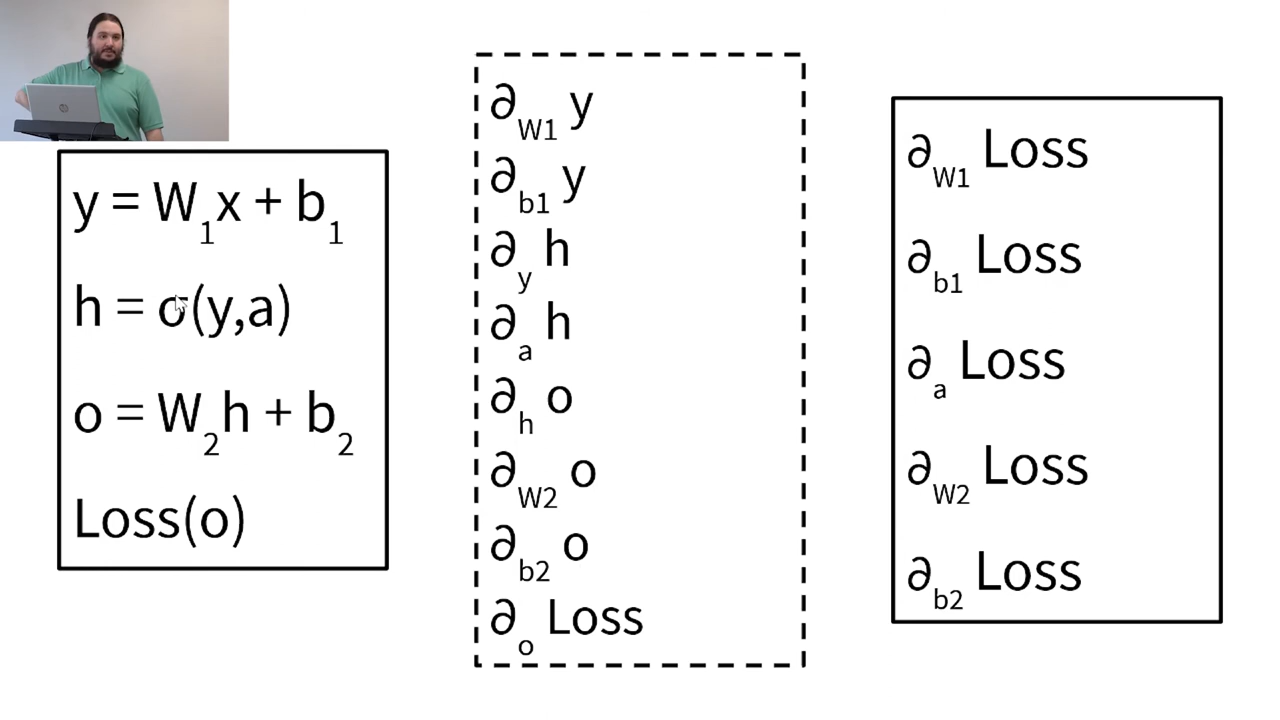 y = W₁x + b₁
h = σ(y,a)
o = W₂h + b₂
Loss(o)
∂_W1 y
∂_b1 y
∂_y h
∂_a h
∂_h o
∂_W2 o
∂_b2 o
∂_o Loss
∂_W1 Loss
∂_b1 Loss
∂_a Loss
∂_W2 Loss
∂_b2 Loss